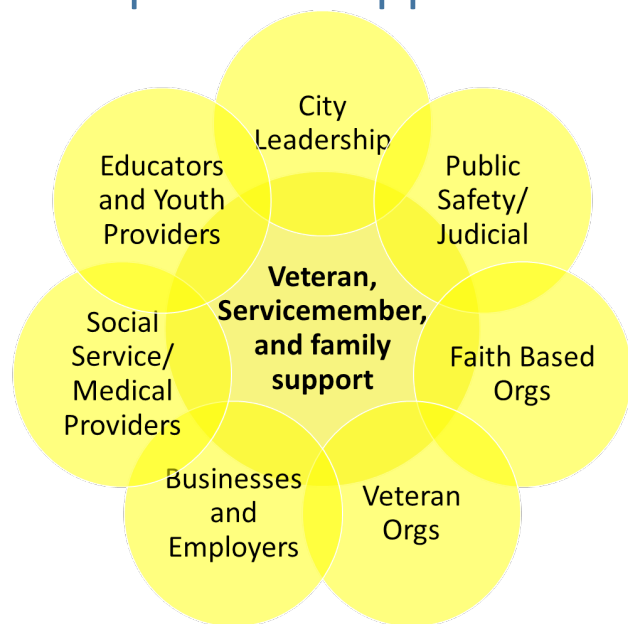 City
Leadership
Public
Safety/
Judicial
Faith Based
Orgs
Veteran
Orgs
Businesses
and
Employers
Social
Service/
Medical
Providers
Educators
and Youth
Providers
Veteran,
Servicemember,
and family
support